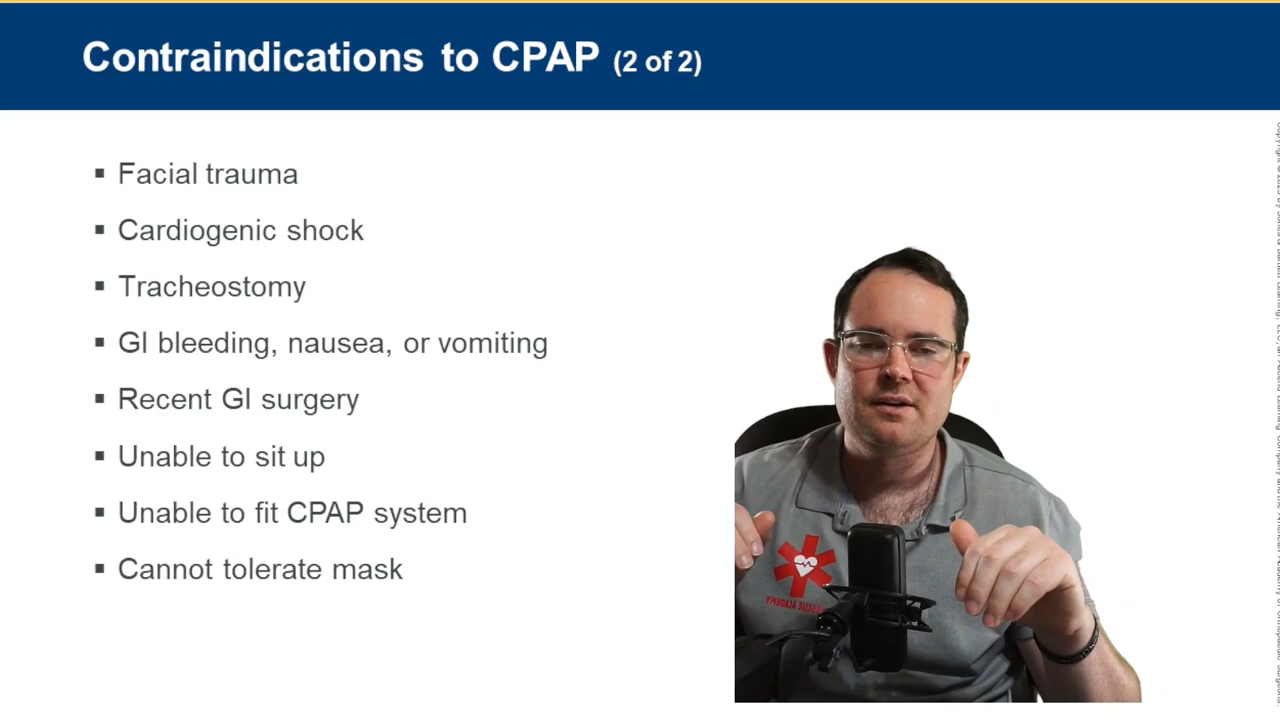 Contraindications to CPAP (2 of 2)
▪ Facial trauma
▪ Cardiogenic shock
▪ Tracheostomy
▪ GI bleeding, nausea, or vomiting
▪ Recent GI surgery
▪ Unable to sit up
▪ Unable to fit CPAP system
▪ Cannot tolerate mask
ACADEMY